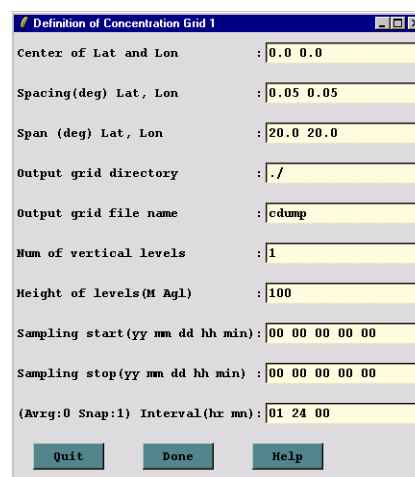 Definition of Concentration Grid 1
Center of Lat and Lon : 0.0 0.0
Spacing(deg) Lat, Lon : 0.05 0.05
Span (deg) Lat, Lon : 20.0 20.0
Output grid directory : ./
Output grid file name : cdump
Num of vertical levels : 1
Height of levels(M Agl) : 100
Sampling start(yy mm dd hh min): 00 00 00 00 00
Sampling stop(yy mm dd hh min) : 00 00 00 00 00
(Avrg:0 Snap:1) Interval(hr mn): 01 24 00
Quit Done Help